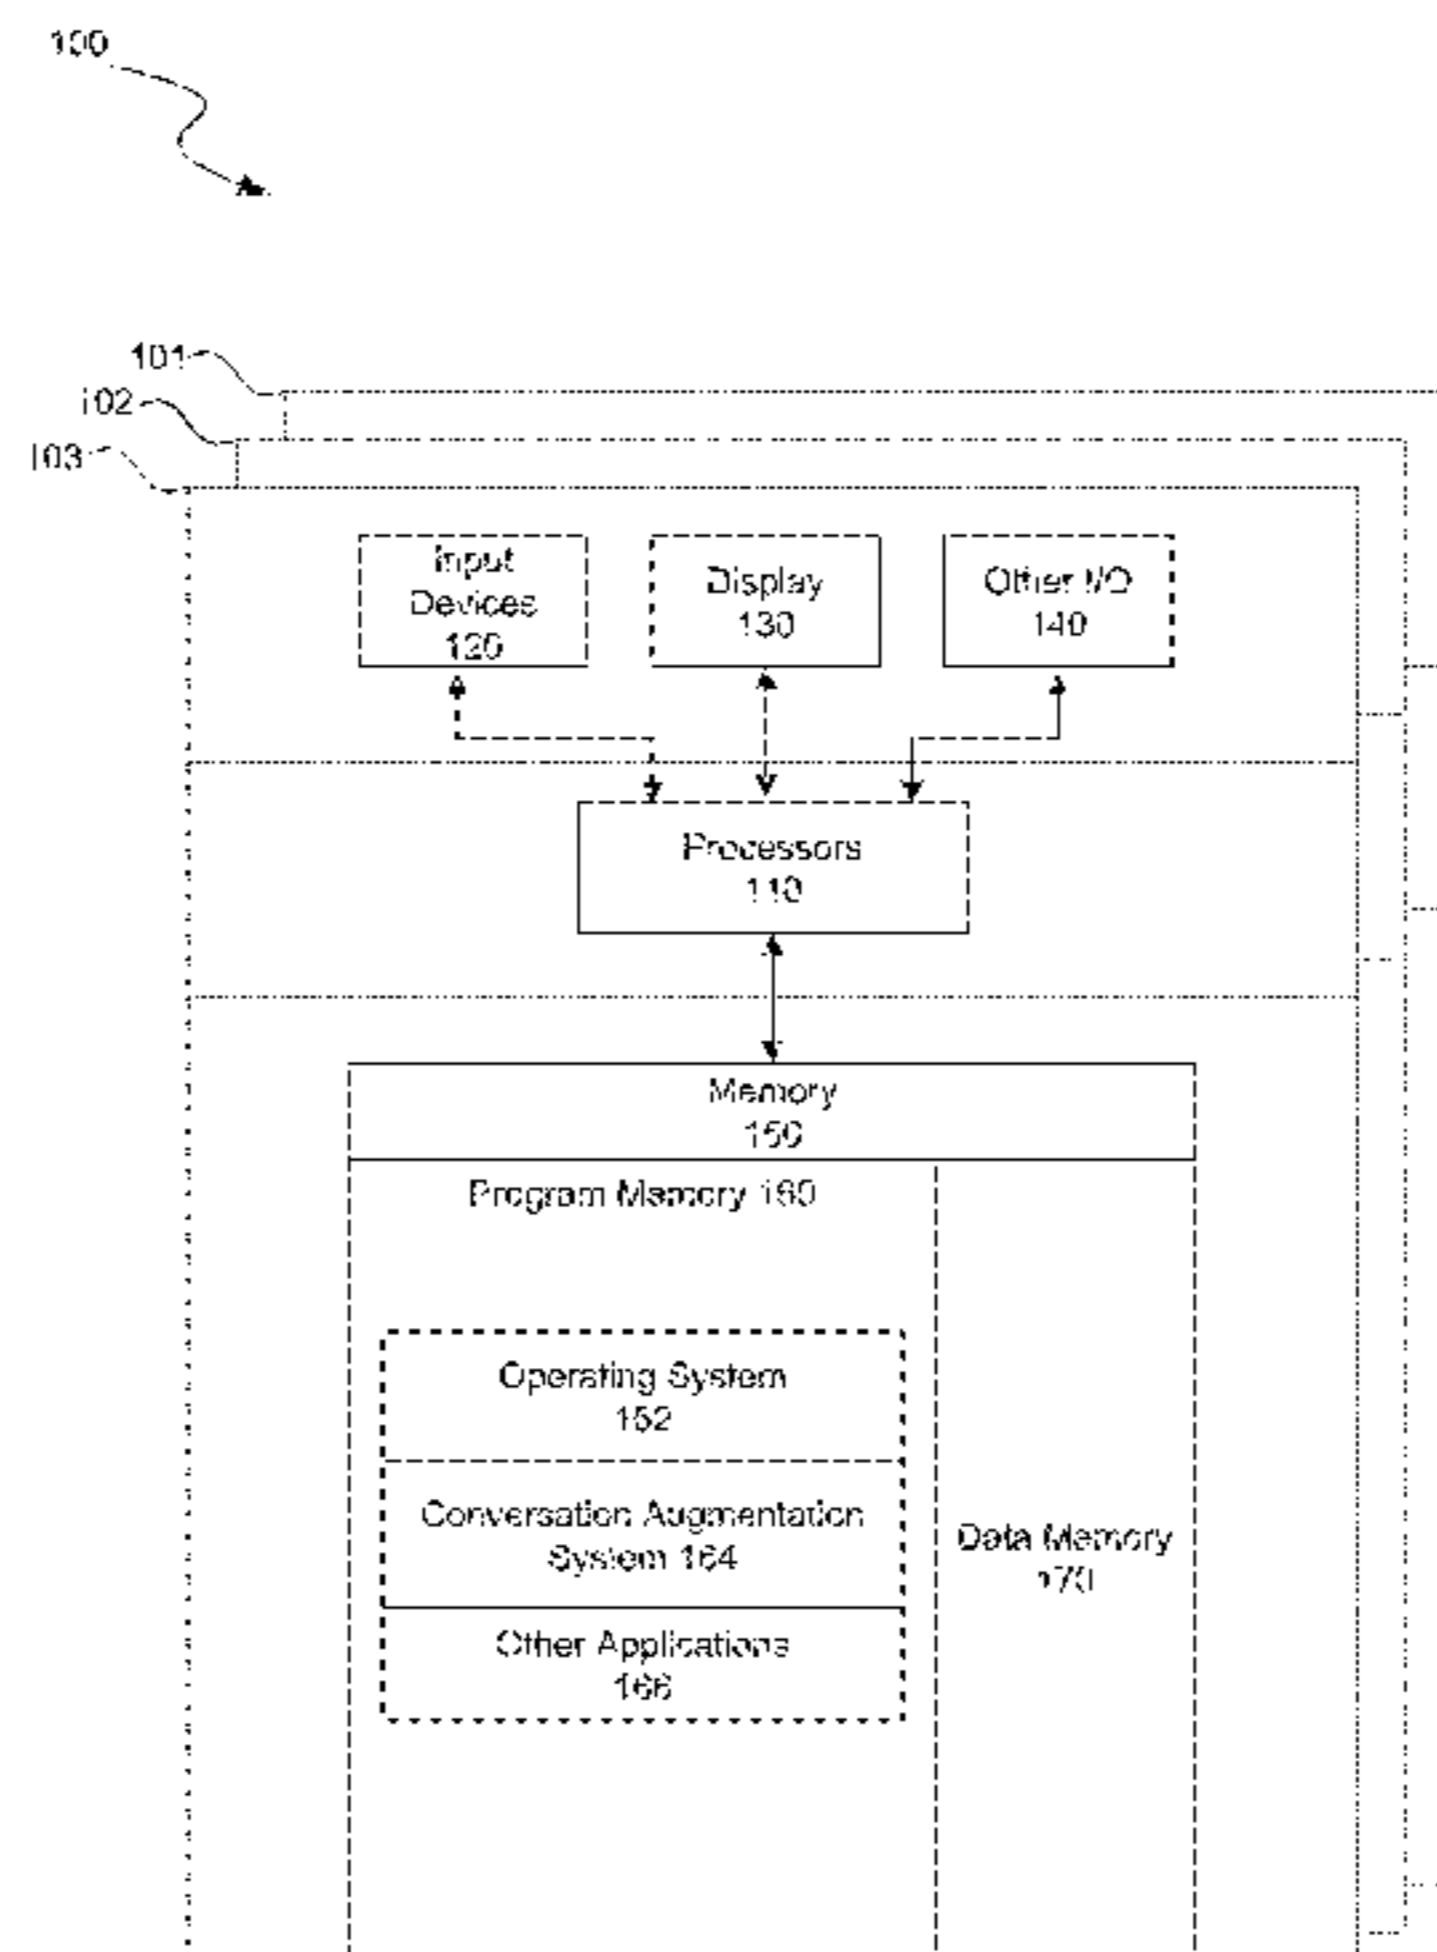 100
101
102
103
Input
Devices
120
Display
130
Other I/O
140
Processors
110
Memory
150
Program Memory 160
Operating System
152
Conversation Augmentation
System 164
Other Applications
166
Data Memory
170